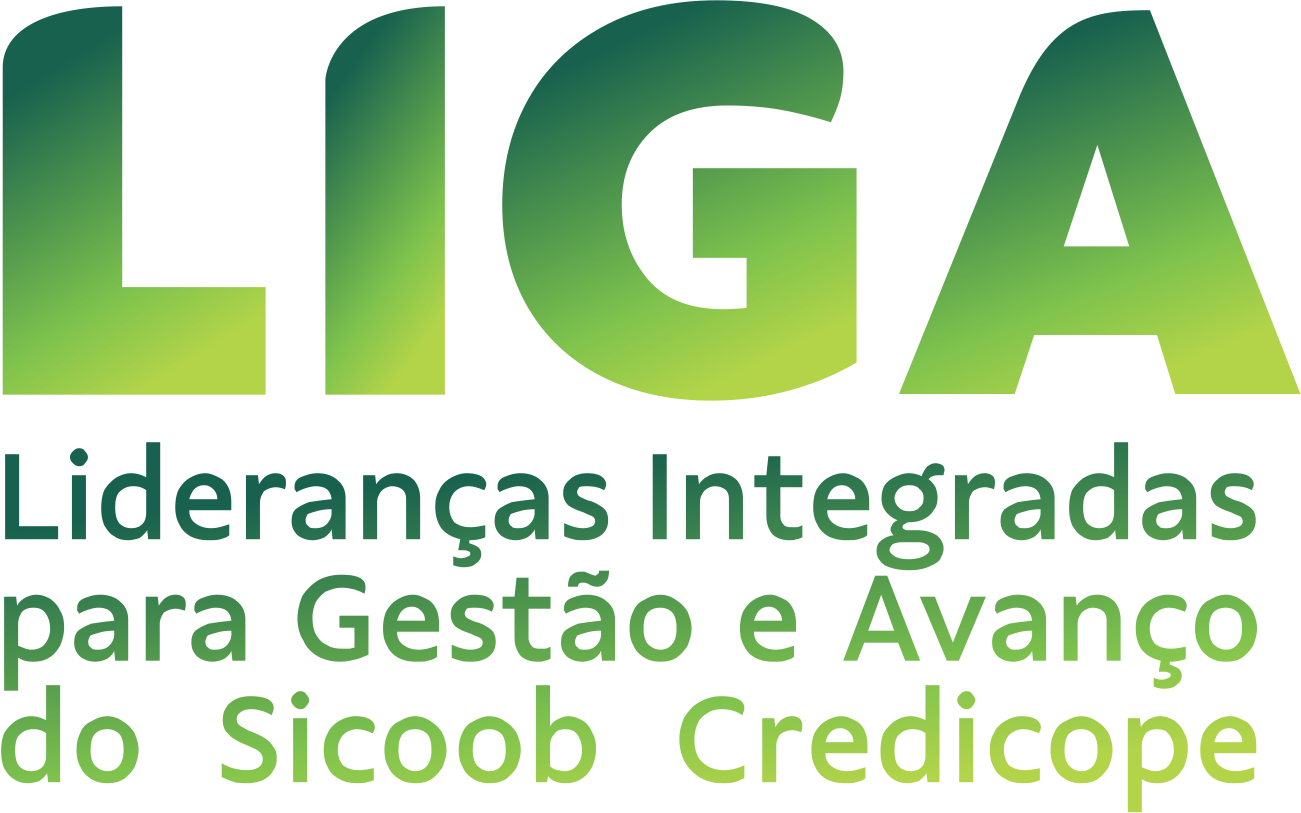 LIGA
Lideranças Integradas
para Gestão e Avanço
do Sicoob Credicope